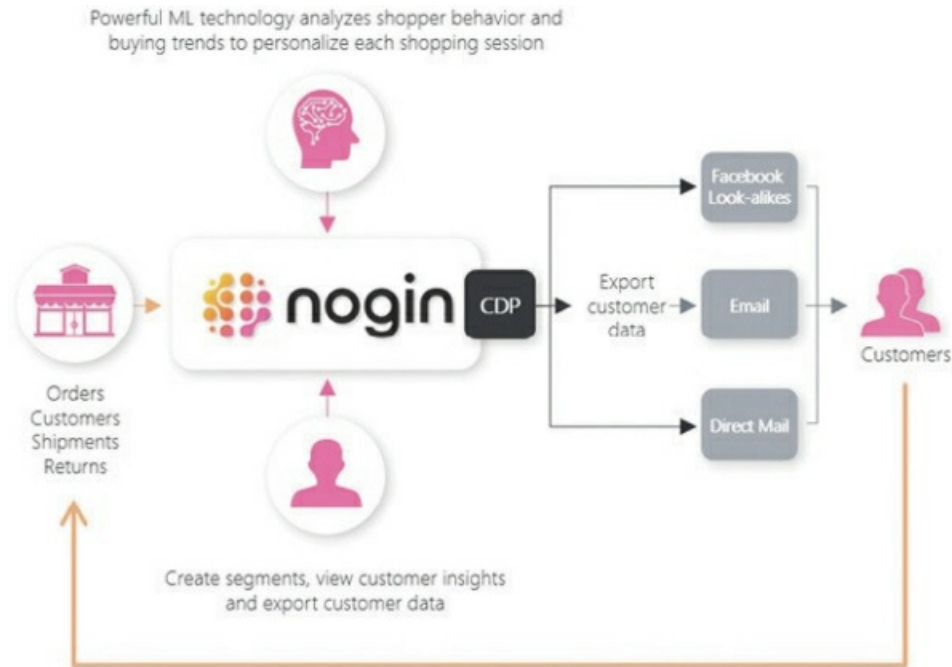 Powerful ML technology analyzes shopper behavior and
buying trends to personalize each shopping session
Facebook
Look-alikes
nogin
CDP
Export
customer
data
Email
Customers
Orders
Customers
Shipments
Returns
Direct Mail
Create segments, view customer insights
and export customer data